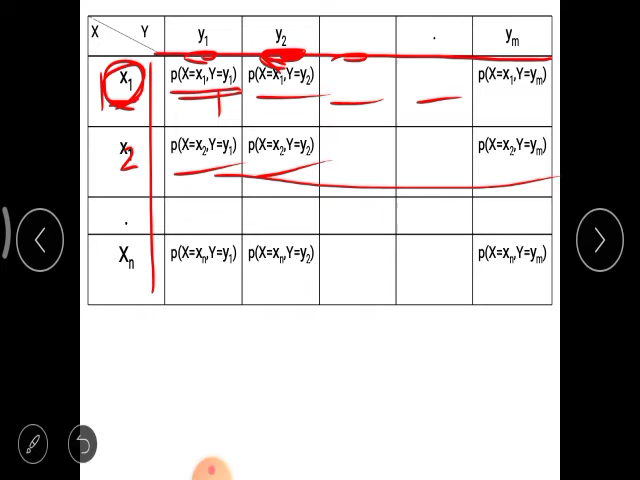 X Y y₁ y₂ . yₘ
x₁ p(X=x₁,Y=y₁) p(X=x₁,Y=y₂) p(X=x₁,Y=yₘ)
2 p(X=x₂,Y=y₁) p(X=x₂,Y=y₂) p(X=x₂,Y=yₘ)
.
Xₙ p(X=xₙ,Y=y₁) p(X=xₙ,Y=y₂) p(X=xₙ,Y=yₘ)